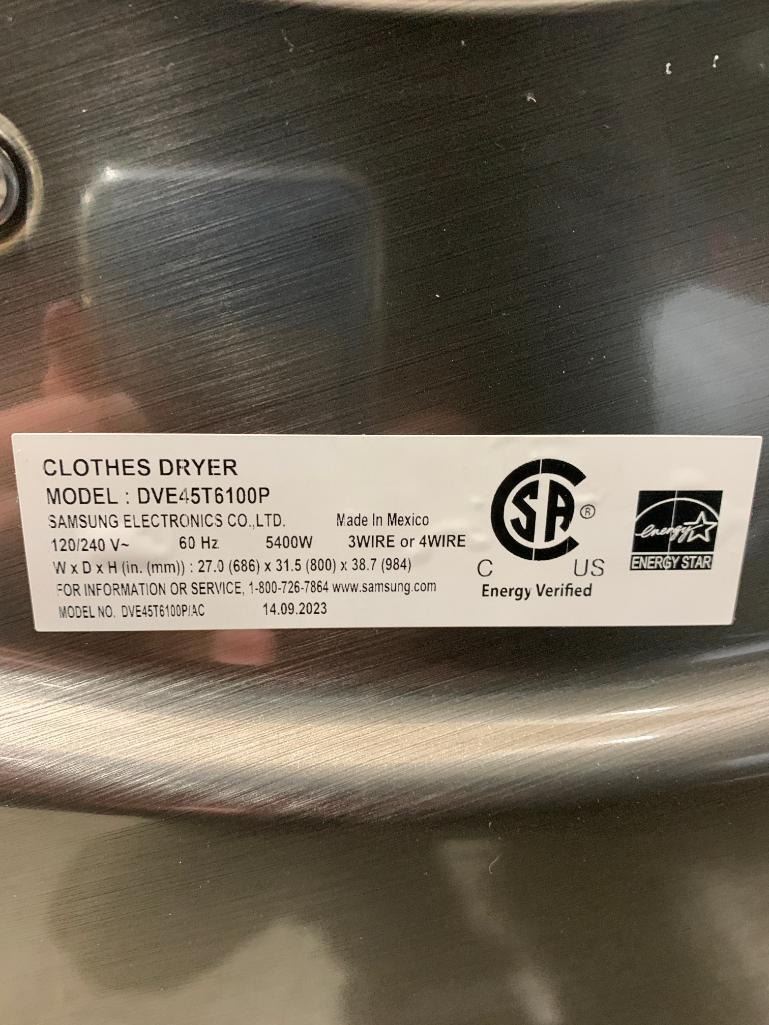 CLOTHES DRYER
MODEL : DVE45T6100P
SAMSUNG ELECTRONICS CO.,LTD. Made In Mexico
120/240 V~ 60 Hz 5400W 3WIRE or 4WIRE
W x D x H (in. (mm)) : 27.0 (686) x 31.5 (800) x 38.7 (984)
FOR INFORMATION OR SERVICE, 1-800-726-7864 www.samsung.com
MODEL NO. DVE45T6100P/AC 14.09.2023
SA ®
C US
Energy Verified
energy
ENERGY STAR